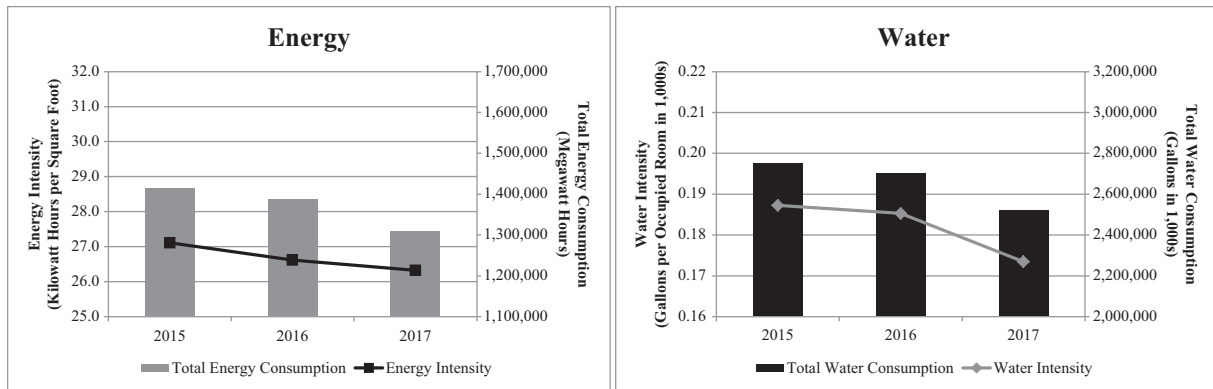 Energy
Energy Intensity
(Kilowatt Hours per Square Foot)
32.0
31.0
30.0
29.0
28.0
27.0
26.0
25.0
1,700,000
1,600,000
1,500,000
1,400,000
1,300,000
1,200,000
1,100,000
Total Energy Consumption
(Megawatt Hours)
2015 2016 2017
Total Energy Consumption Energy Intensity
Water
Water Intensity
(Gallons per Occupied Room in 1,000s)
0.22
0.21
0.20
0.19
0.18
0.17
0.16
3,200,000
3,000,000
2,800,000
2,600,000
2,400,000
2,200,000
2,000,000
Total Water Consumption
(Gallons in 1,000s)
2015 2016 2017
Total Water Consumption Water Intensity